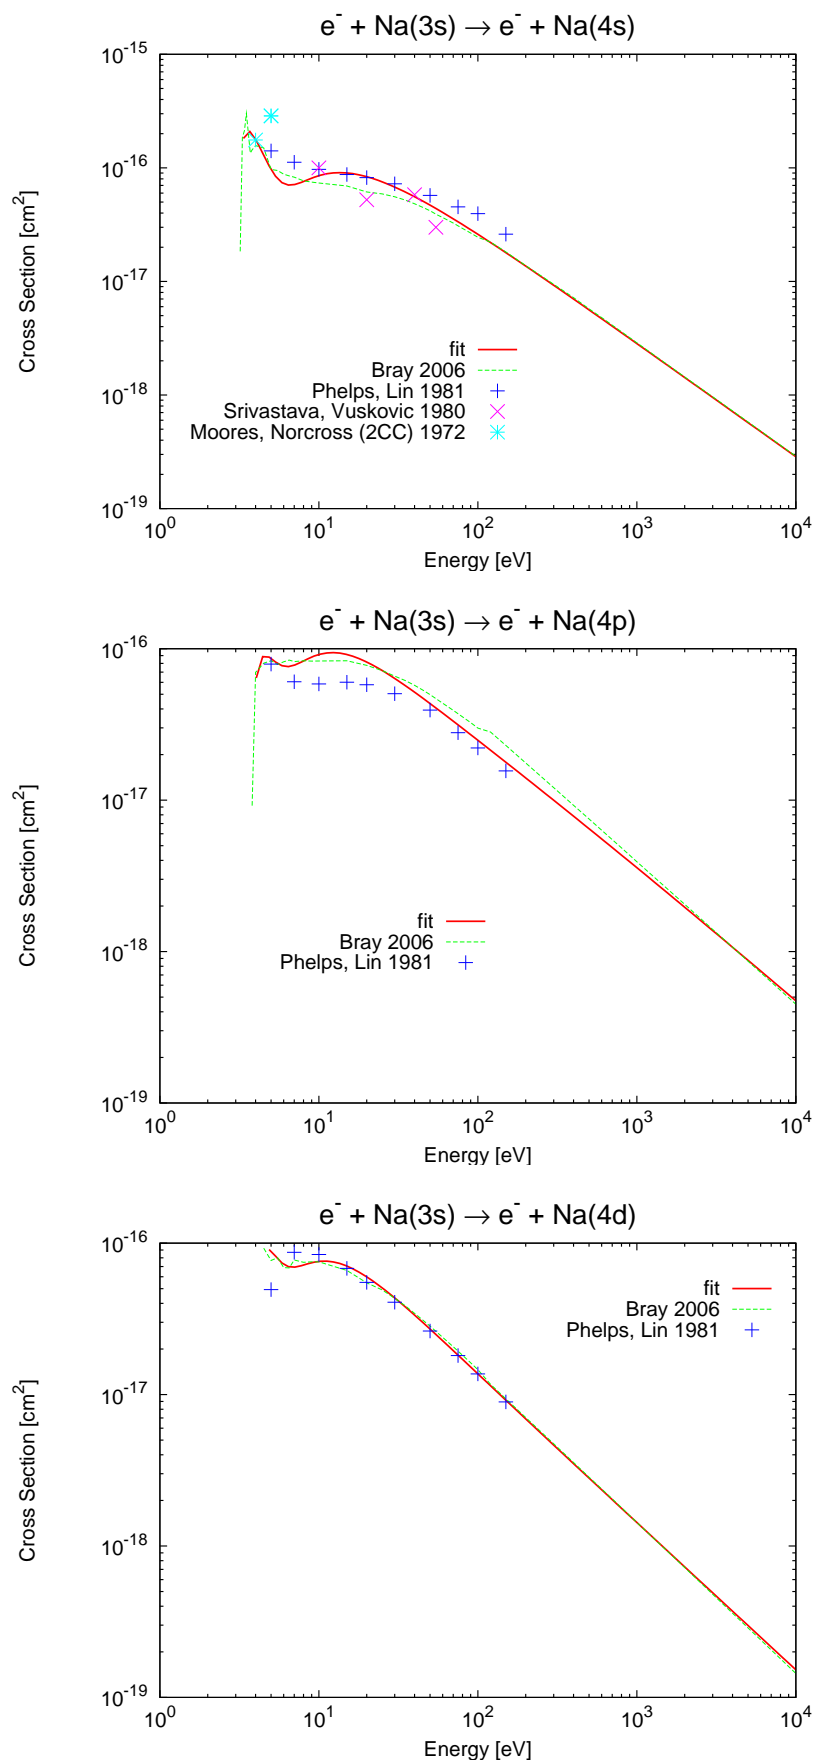 e⁻ + Na(3s) → e⁻ + Na(4s)
10⁻¹⁵
10⁻¹⁶
10⁻¹⁷
10⁻¹⁸
10⁻¹⁹
Cross Section [cm²]
fit
Bray 2006
Phelps, Lin 1981
Srivastava, Vuskovic 1980
Moores, Norcross (2CC) 1972
10⁰ 10¹ 10² 10³ 10⁴
Energy [eV]
e⁻ + Na(3s) → e⁻ + Na(4p)
10⁻¹⁶
10⁻¹⁷
10⁻¹⁸
10⁻¹⁹
Cross Section [cm²]
fit
Bray 2006
Phelps, Lin 1981
10⁰ 10¹ 10² 10³ 10⁴
Energy [eV]
e⁻ + Na(3s) → e⁻ + Na(4d)
10⁻¹⁶
10⁻¹⁷
10⁻¹⁸
10⁻¹⁹
Cross Section [cm²]
fit
Bray 2006
Phelps, Lin 1981
10⁰ 10¹ 10² 10³ 10�4
Energy [eV]